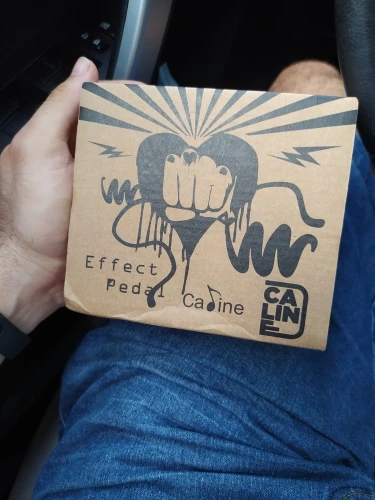 Effect
pedal
Caline
CA
LIN
E